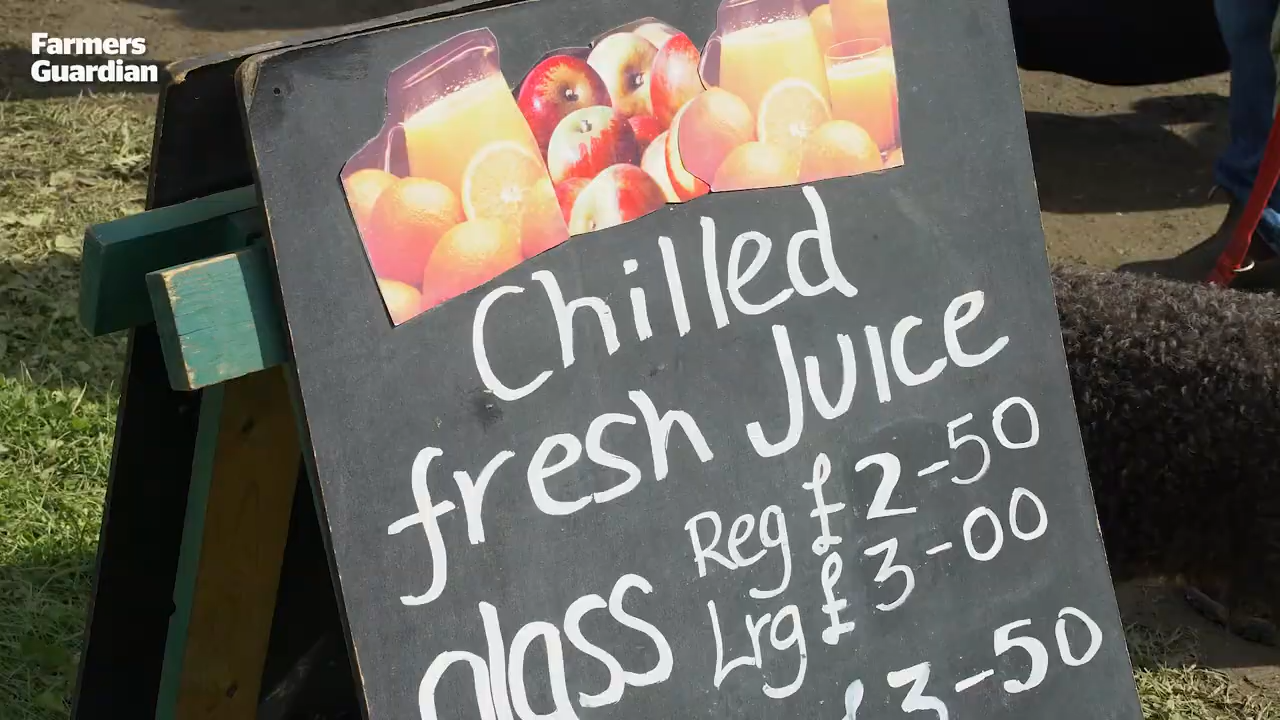 Farmers
Guardian
Chilled
fresh Juice
Reg £2-50
glass Lrg £3-00
£3-50